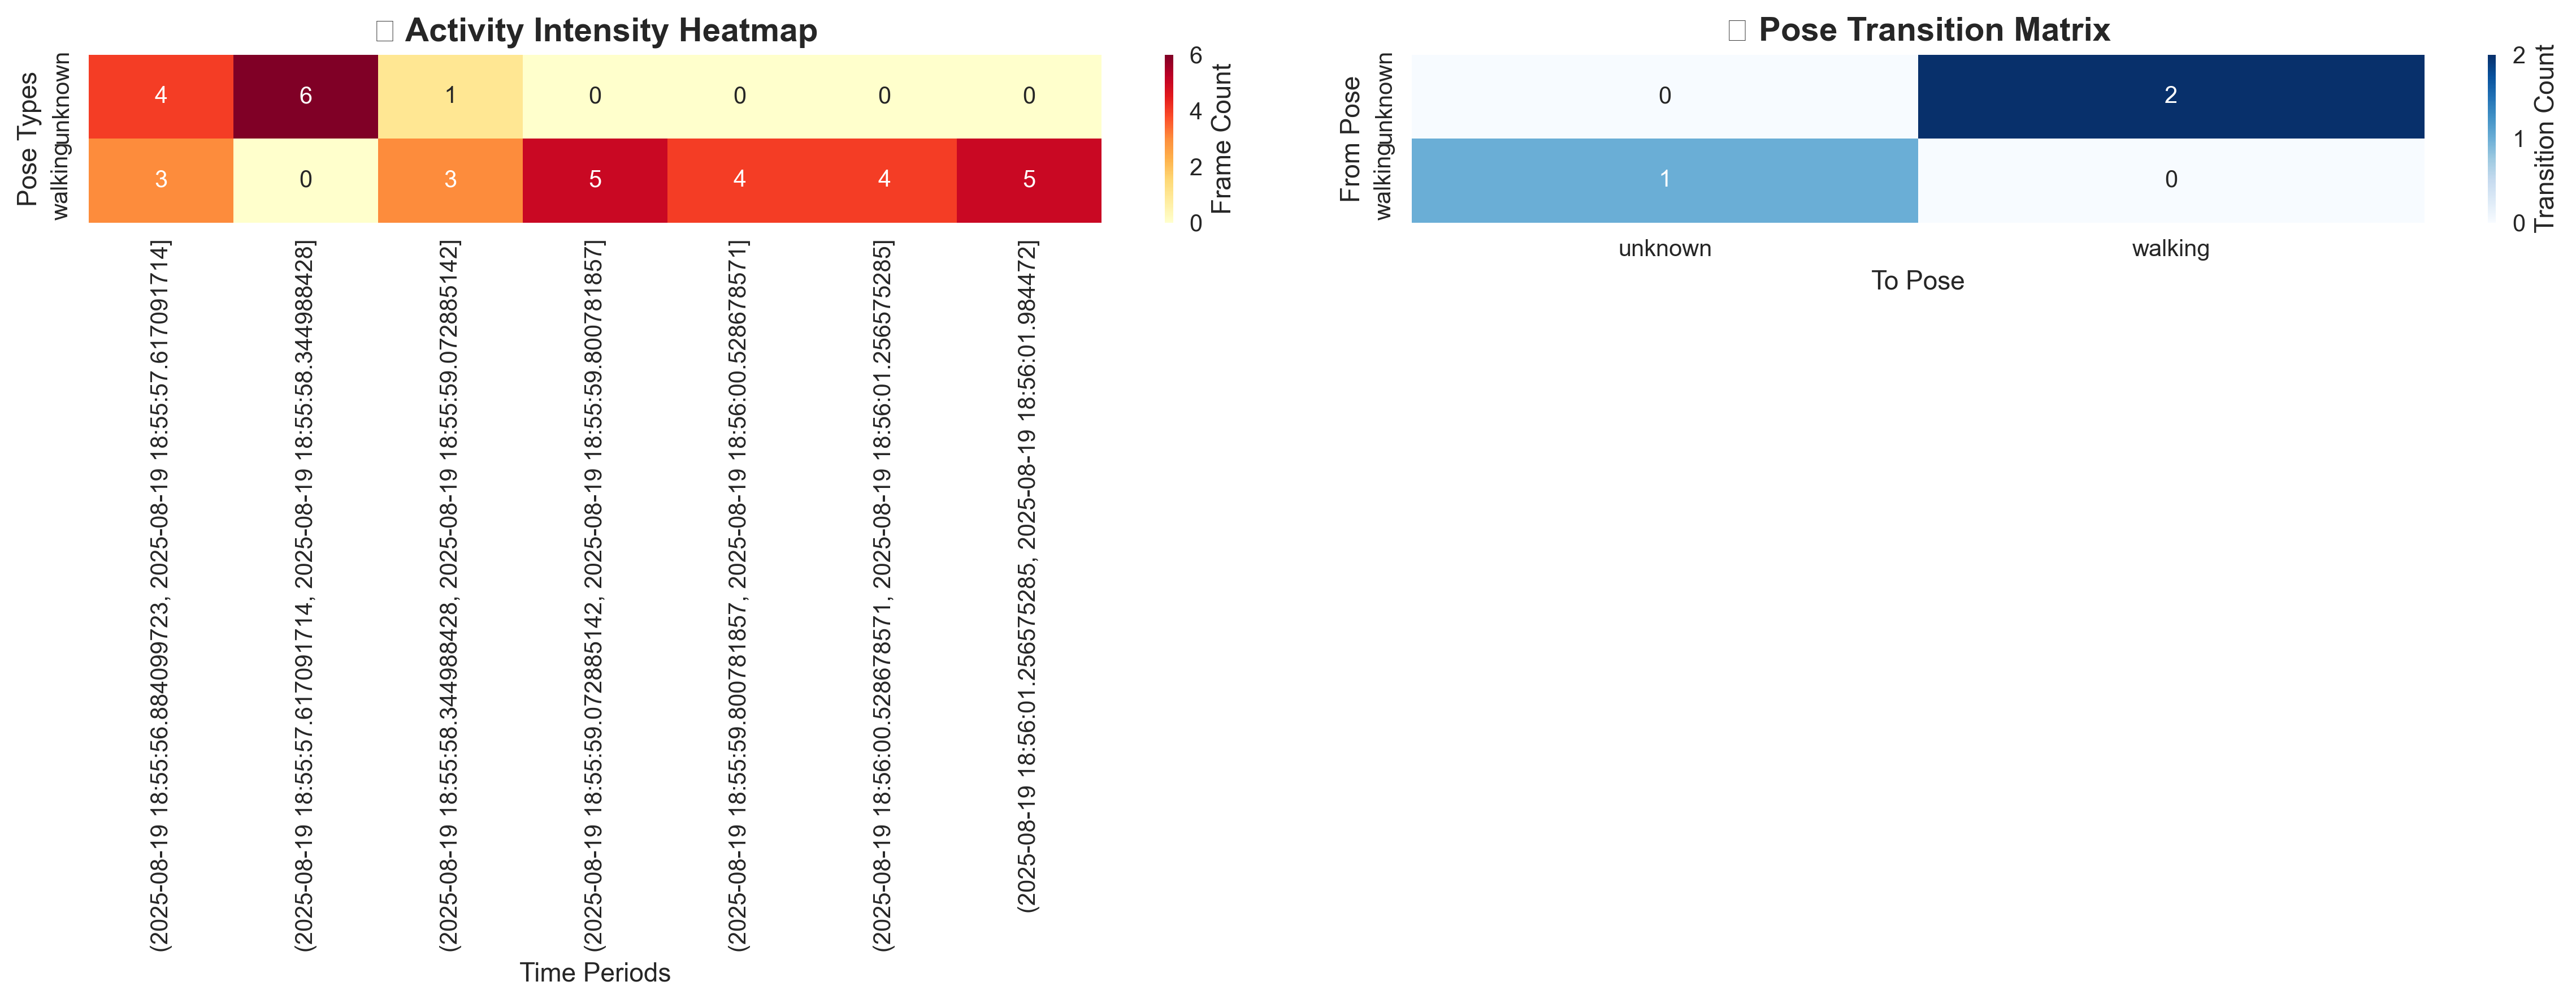 Activity Intensity Heatmap
Pose Types
unknown
walking
4 6 1 0 0 0 0
3 0 3 5 4 4 5
6
4
2
0
Frame Count
(2025-08-19 18:55:56.884099723, 2025-08-19 18:55:57.617091714]
(2025-08-19 18:55:57.617091714, 2025-08-19 18:55:58.344988428]
(2025-08-19 18:55:58.344988428, 2025-08-19 18:55:59.072885142]
(2025-08-19 18:55:59.072885142, 2025-08-19 18:55:59.800781857]
(2025-08-19 18:55:59.800781857, 2025-08-19 18:56:00.528678571]
(2025-08-19 18:56:00.528678571, 2025-08-19 18:56:01.256575285]
(2025-08-19 18:56:01.256575285, 2025-08-19 18:56:01.984472]
Time Periods
Pose Transition Matrix
From Pose
unknown
walking
0 2
1 0
2
1
0
Transition Count
unknown walking
To Pose